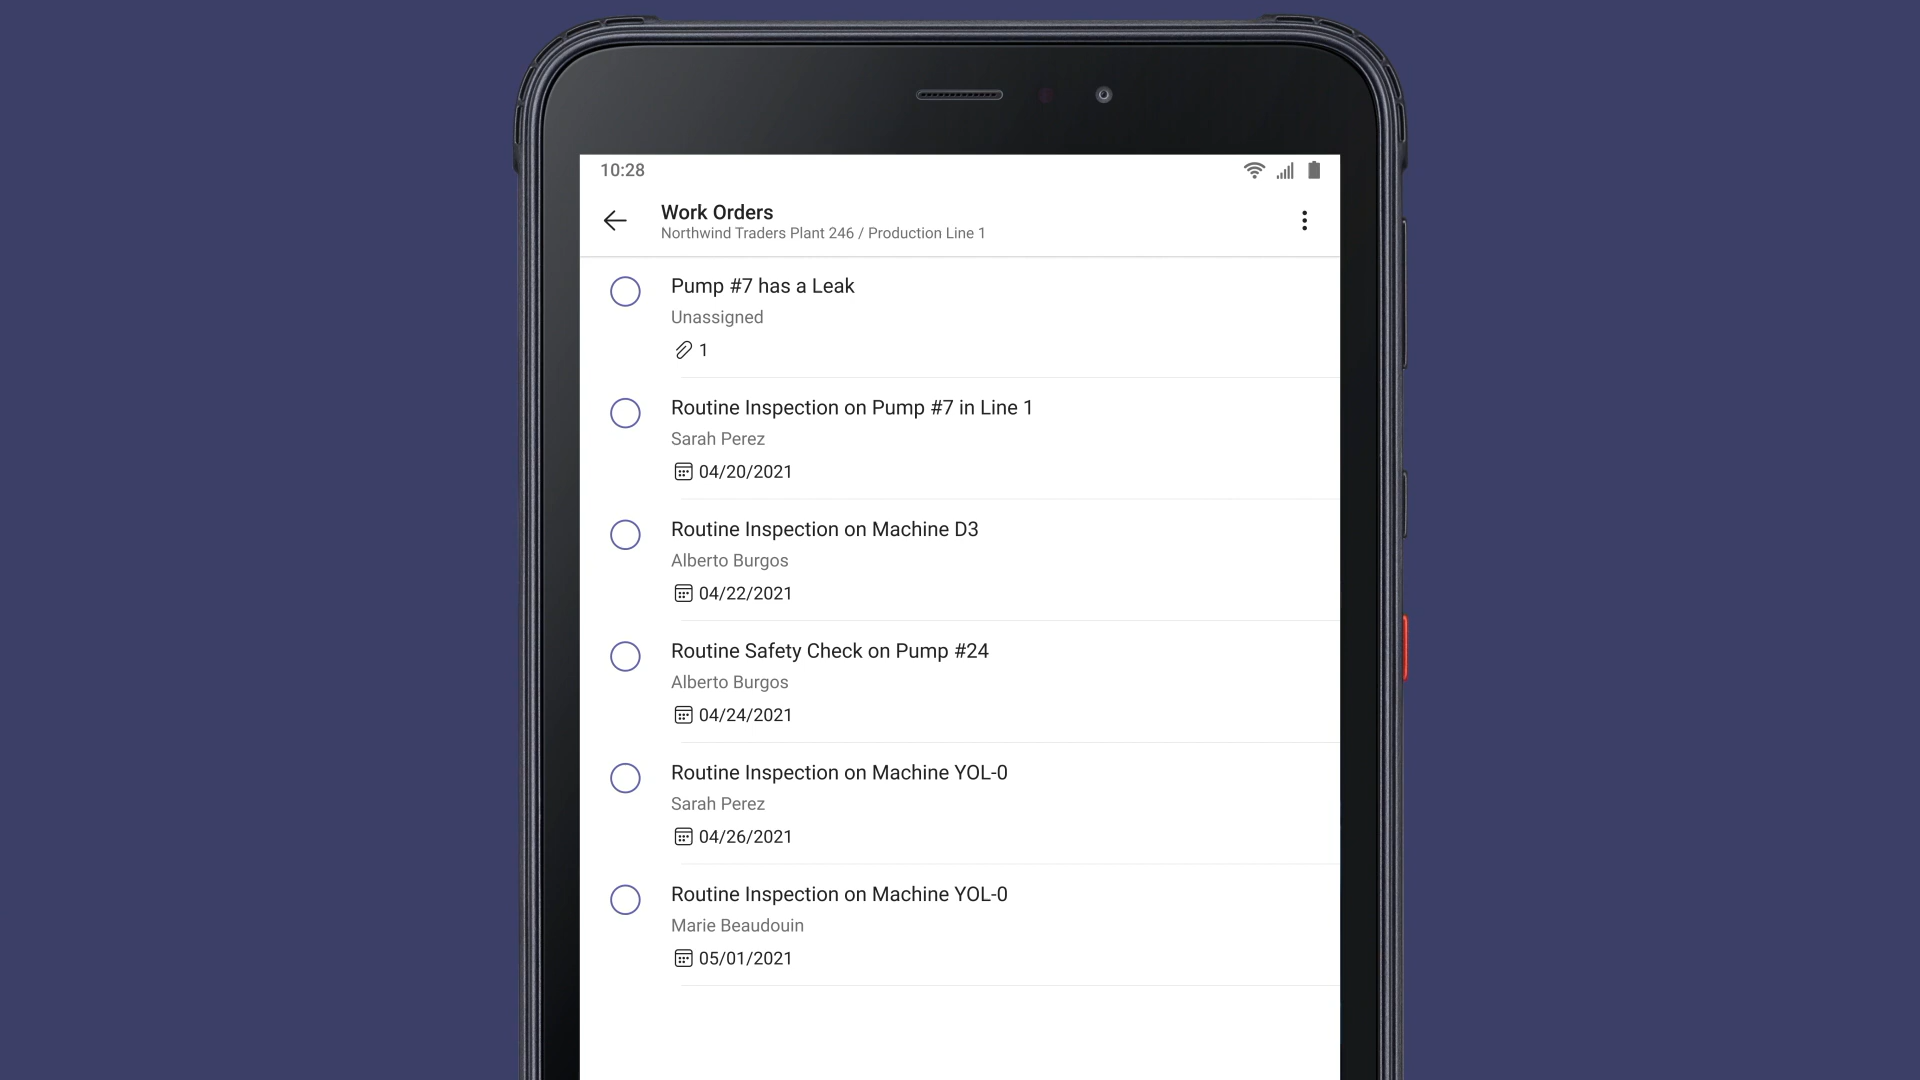 10:28
Work Orders
Northwind Traders Plant 246 / Production Line 1
Pump #7 has a Leak
Unassigned
1
Routine Inspection on Pump #7 in Line 1
Sarah Perez
04/20/2021
Routine Inspection on Machine D3
Alberto Burgos
04/22/2021
Routine Safety Check on Pump #24
Alberto Burgos
04/24/2021
Routine Inspection on Machine YOL-0
Sarah Perez
04/26/2021
Routine Inspection on Machine YOL-0
Marie Beaudouin
05/01/2021